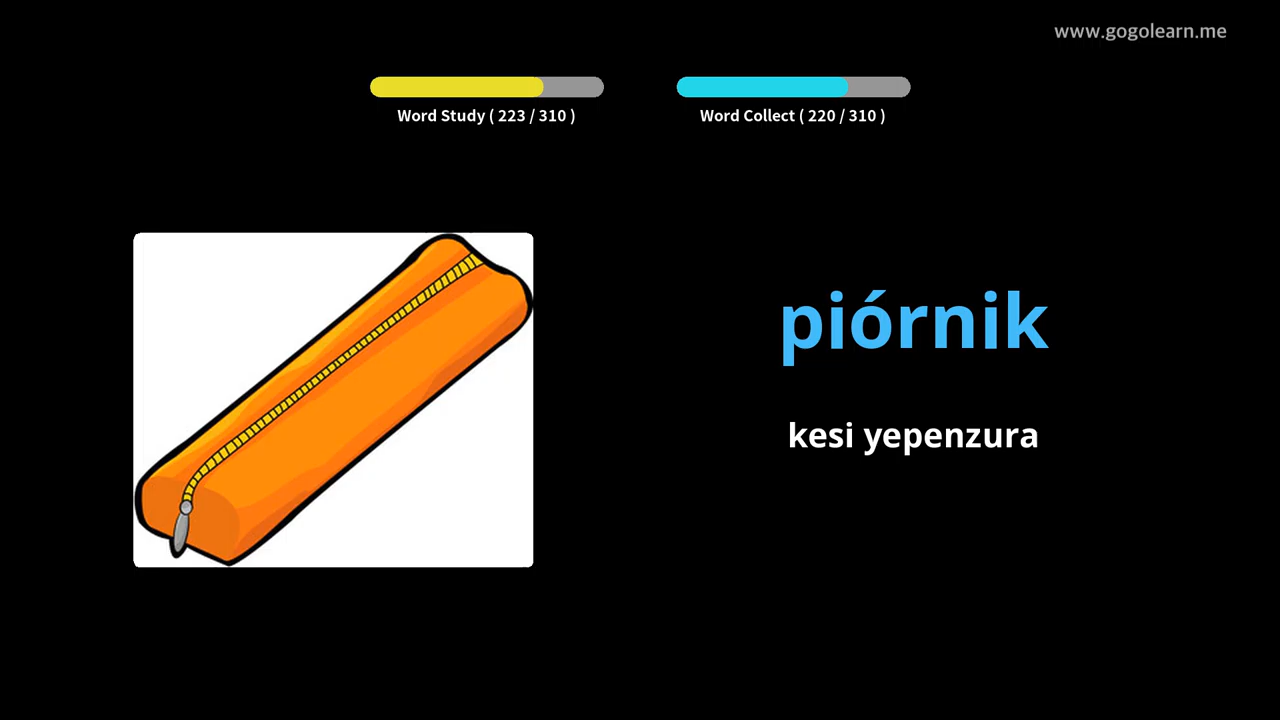 www.gogolearn.me
Word Study ( 223 / 310 )
Word Collect ( 220 / 310 )
piórnik
kesi yepenzura